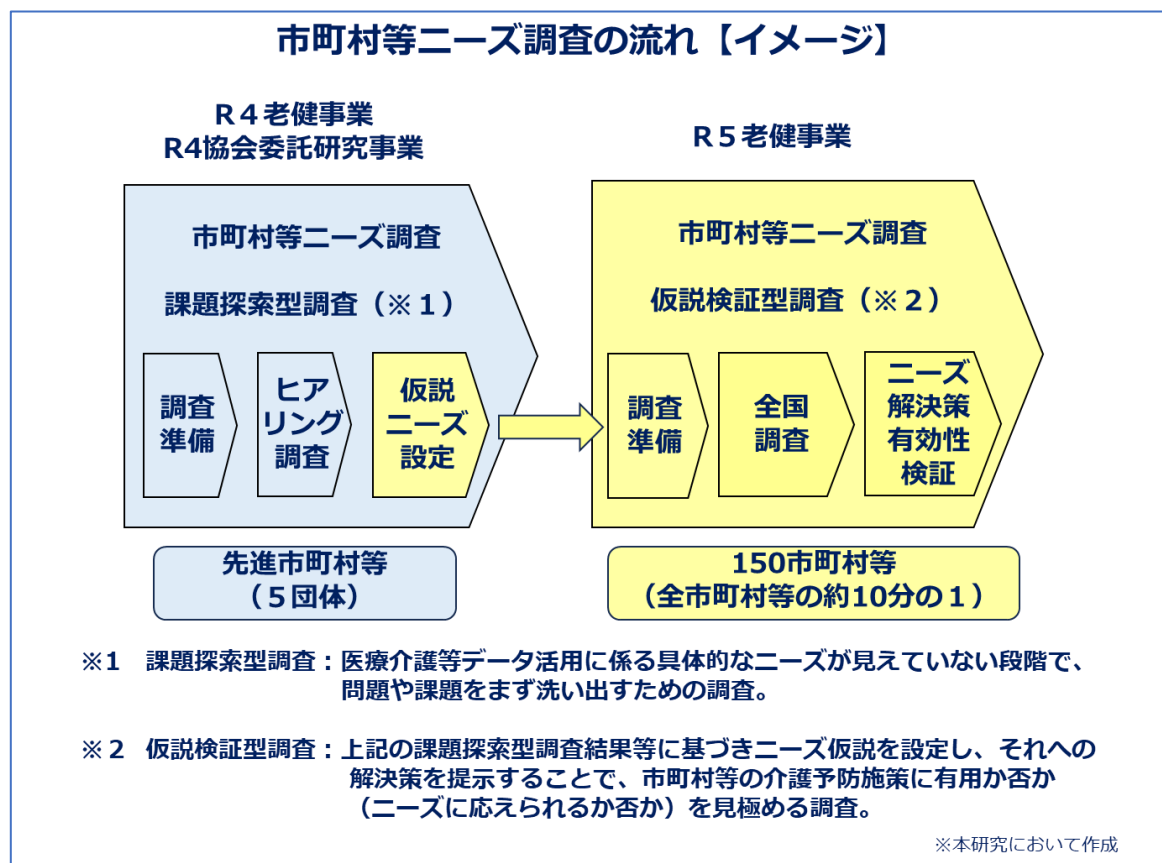 市町村等ニーズ調査の流れ【イメージ】
R４老健事業
R4協会委託研究事業
市町村等ニーズ調査
課題探索型調査（※１）
調査
準備
ヒア
リング
調査
仮説
ニーズ
設定
先進市町村等
（５団体）
R５老健事業
市町村等ニーズ調査
仮説検証型調査（※２）
調査
準備
全国
調査
ニーズ
解決策
有効性
検証
150市町村等
（全市町村等の約10分の１）
※1　課題探索型調査：医療介護等データ活用に係る具体的なニーズが見えていない段階で、
問題や課題をまず洗い出すための調査。
※２　仮説検証型調査：上記の課題探索型調査結果等に基づきニーズ仮説を設定し、それへの
解決策を提示することで、市町村等の介護予防施策に有用か否か
（ニーズに応えられるか否か）を見極める調査。
※本研究において作成